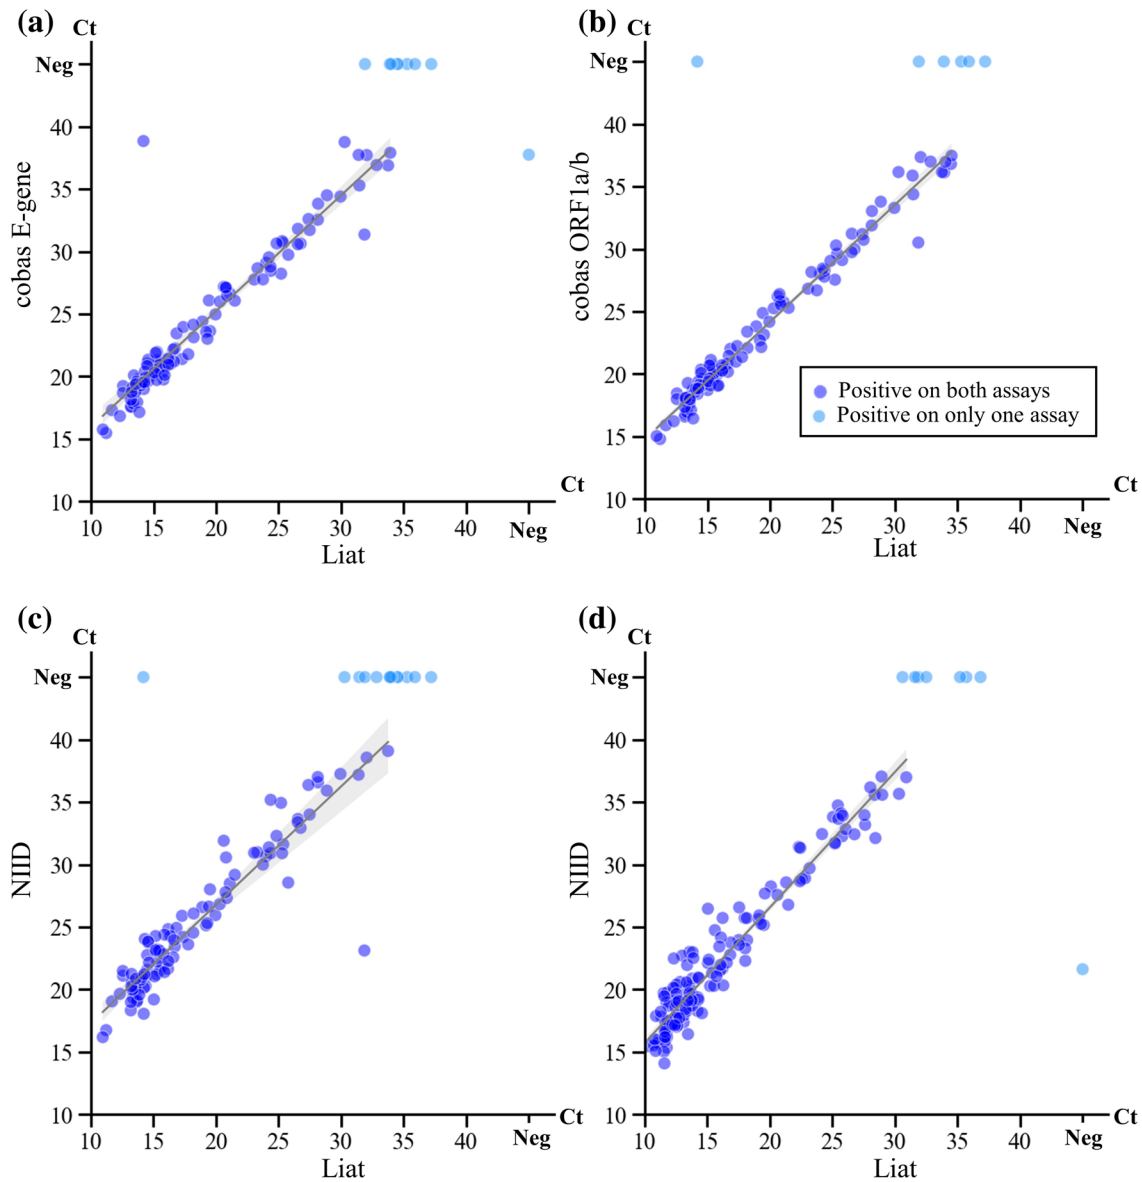 (a)
Ct
Neg
40
35
30
25
20
15
10
cobas E-gene
10 15 20 25 30 35 40 Neg
Ct
Liat
(b)
Ct
Neg
40
35
30
25
20
15
10
cobas ORF1a/b
Positive on both assays
Positive on only one assay
10 15 20 25 30 35 40 Neg
Ct
Liat
(c)
Ct
Neg
40
35
30
25
20
15
10
NIID
10 15 20 25 30 35 40 Neg
Ct
Liat
(d)
Ct
Neg
40
35
30
25
20
15
10
NIID
10 15 20 25 30 35 40 Neg
Ct
Liat